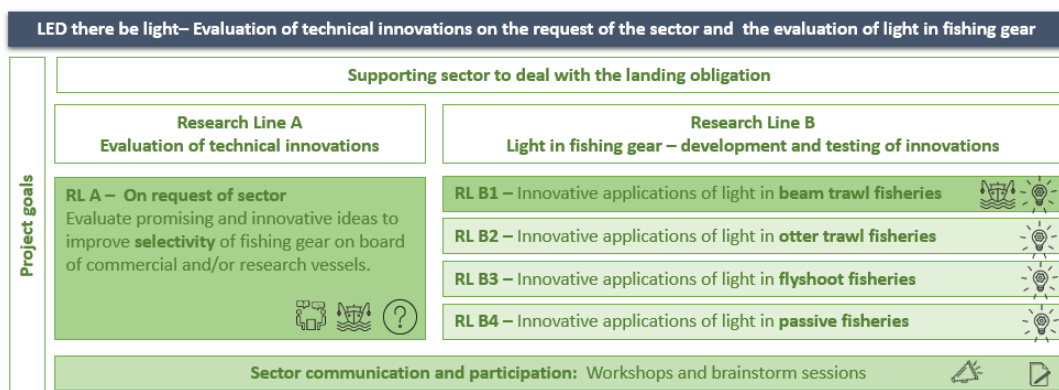 LED there be light– Evaluation of technical innovations on the request of the sector and the evaluation of light in fishing gear
Project goals
Supporting sector to deal with the landing obligation
Research Line A
Evaluation of technical innovations
Research Line B
Light in fishing gear – development and testing of innovations
RL A – On request of sector
Evaluate promising and innovative ideas to
improve selectivity of fishing gear on board
of commercial and/or research vessels.
?
RL B1 – Innovative applications of light in beam trawl fisheries
RL B2 – Innovative applications of light in otter trawl fisheries
RL B3 – Innovative applications of light in flyshoot fisheries
RL B4 – Innovative applications of light in passive fisheries
Sector communication and participation: Workshops and brainstorm sessions